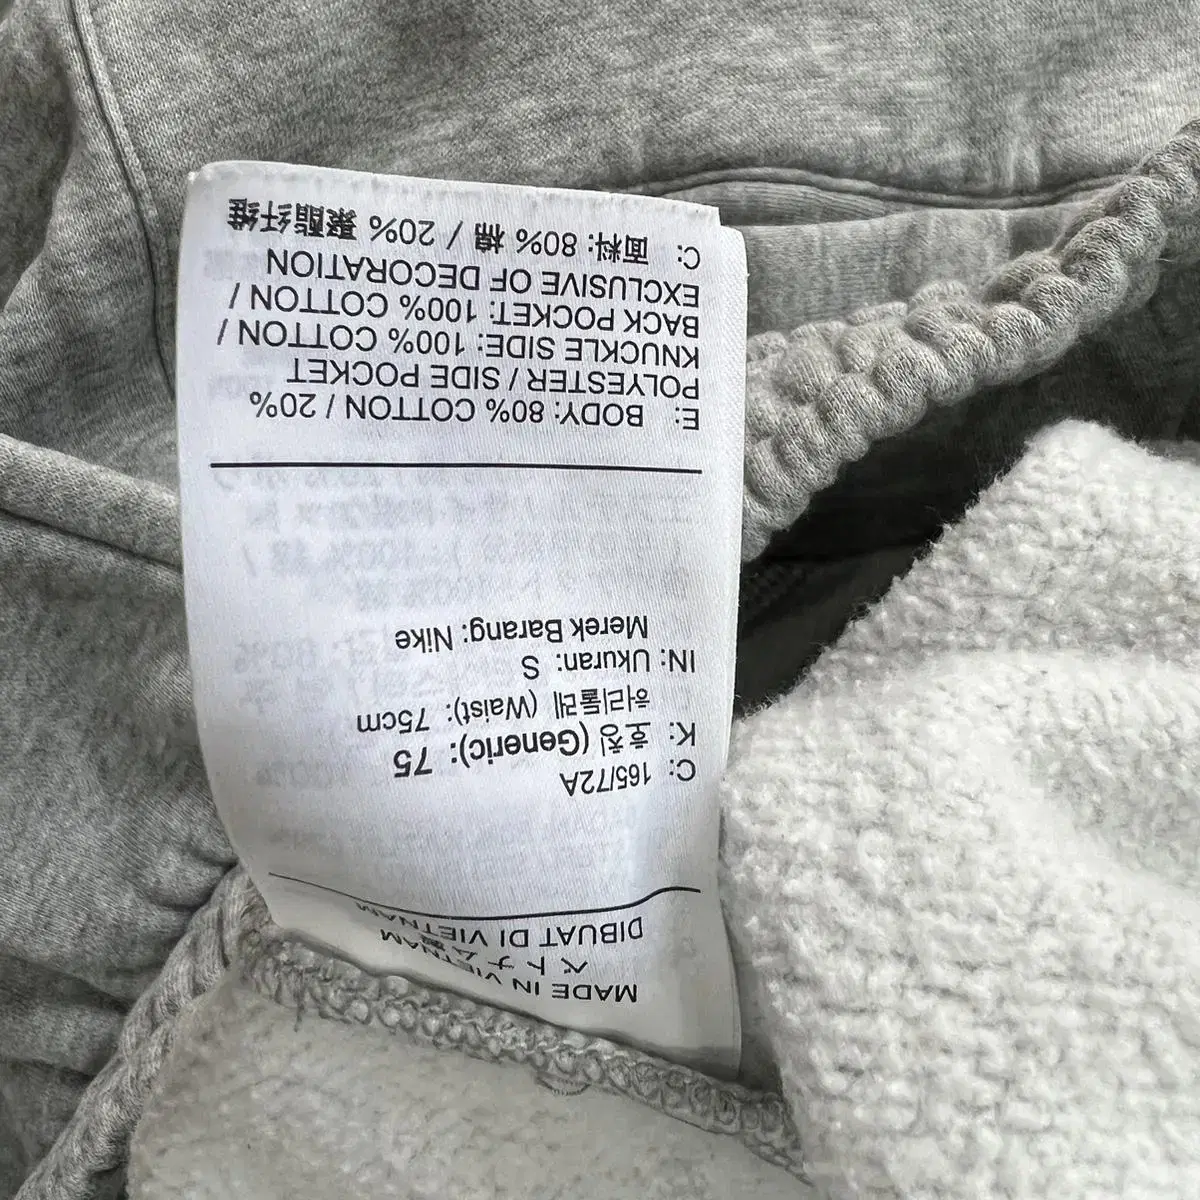 MADE IN VIETNAM
ベトナム製
DIBUAT DI VIETNAM
C: 165/72A
K: 호칭 (Generic): 75
허리둘레 (Waist): 75cm
IN: Ukuran: S
Merek Barang: Nike
E: BODY: 80% COTTON / 20%
POLYESTER / SIDE POCKET
KNUCKLE SIDE: 100% COTTON /
BACK POCKET: 100% COTTON /
EXCLUSIVE OF DECORATION
C: 面料: 80% 棉 / 20% 聚酯纤维